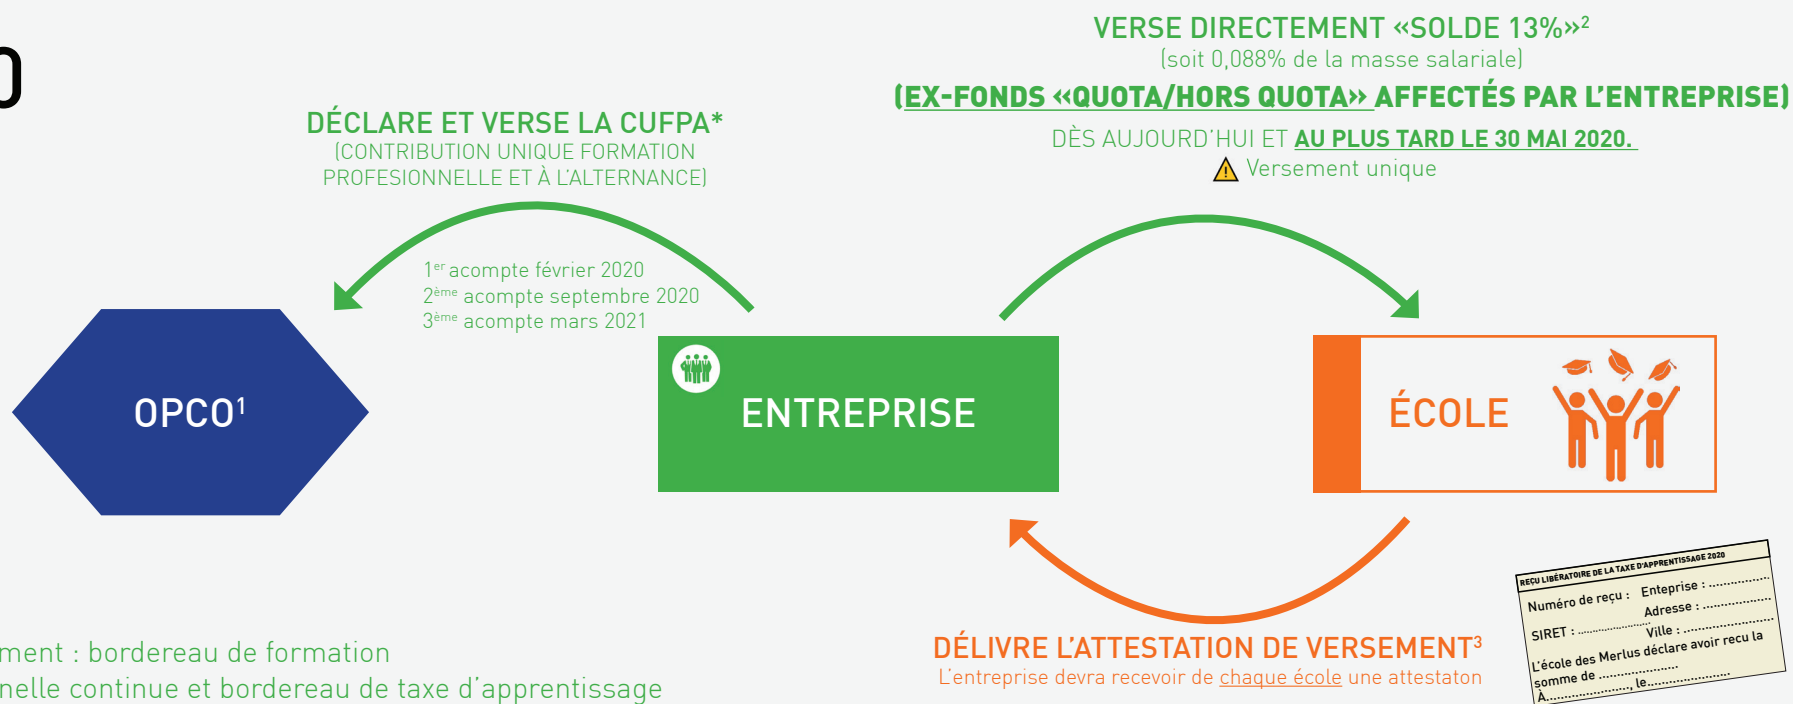 0
VERSE DIRECTEMENT «SOLDE 13%»²
(soit 0,088% de la masse salariale)
(EX-FONDS «QUOTA/HORS QUOTA» AFFECTÉS PAR L'ENTREPRISE)
DÈS AUJOURD'HUI ET AU PLUS TARD LE 30 MAI 2020.
Versement unique
DÉCLARE ET VERSE LA CUFPA*
(CONTRIBUTION UNIQUE FORMATION
PROFESIONNELLE ET À L'ALTERNANCE)
1er acompte février 2020
2ème acompte septembre 2020
3ème acompte mars 2021
OPCO¹
ENTREPRISE
ÉCOLE
DÉLIVRE L'ATTESTATION DE VERSEMENT³
L'entreprise devra recevoir de chaque école une attestaton
REÇU LIBÉRATOIRE DE LA TAXE D'APPRENTISSAGE 2020
Numéro de reçu : Enteprise : .................
Adresse : ...................
SIRET : ........................
Ville : .........................
L'école des Merlus déclare avoir recu la
somme de ......................
À......................, le.......................
ment : bordereau de formation
nelle continue et bordereau de taxe d'apprentissage